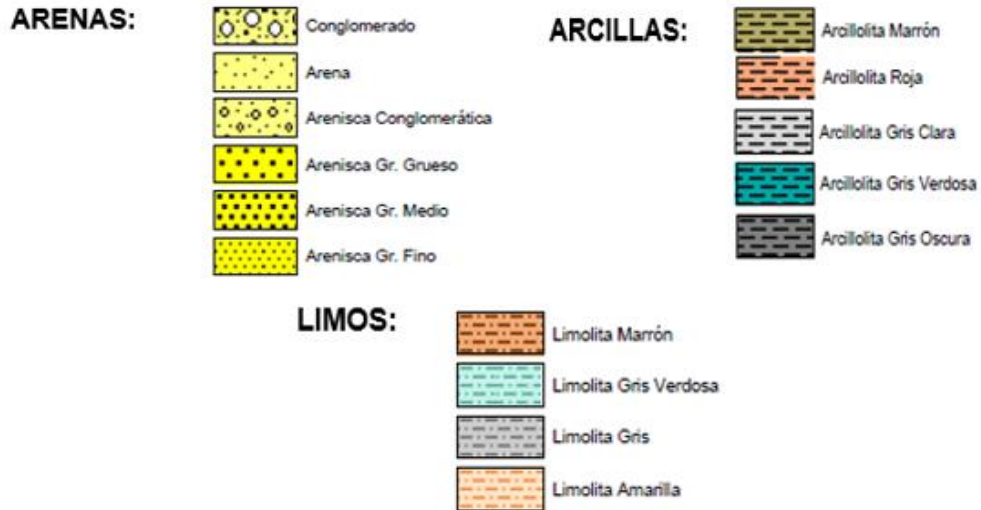 ARENAS:
Conglomerado
Arena
Arenisca Conglomerática
Arenisca Gr. Grueso
Arenisca Gr. Medio
Arenisca Gr. Fino
ARCILLAS:
Arcillolita Marrón
Arcillolita Roja
Arcillolita Gris Clara
Arcillolita Gris Verdosa
Arcillolita Gris Oscura
LIMOS:
Limolita Marrón
Limolita Gris Verdosa
Limolita Gris
Limolita Amarilla